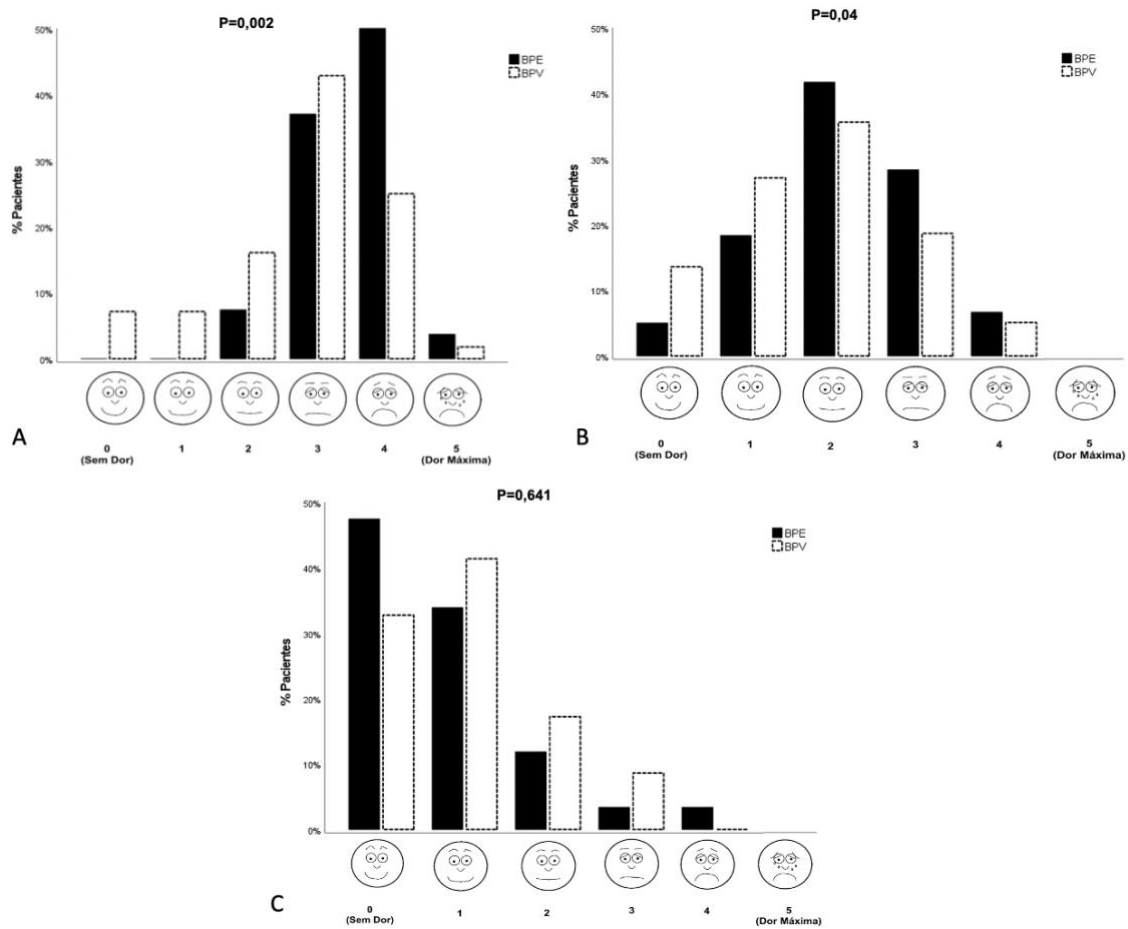 P=0,002
50%
40%
30%
20%
10%
0%
% Pacientes
BPE
BPV
0
(Sem Dor)
1
2
3
4
5
(Dor Máxima)
A
P=0,04
50%
40%
30%
20%
10%
0%
% Pacientes
BPE
BPV
0
(Sem Dor)
1
2
3
4
5
(Dor Máxima)
B
P=0,641
50%
40%
30%
20%
10%
0%
% Pacientes
BPE
BPV
0
(Sem Dor)
1
2
3
4
5
(Dor Máxima)
C